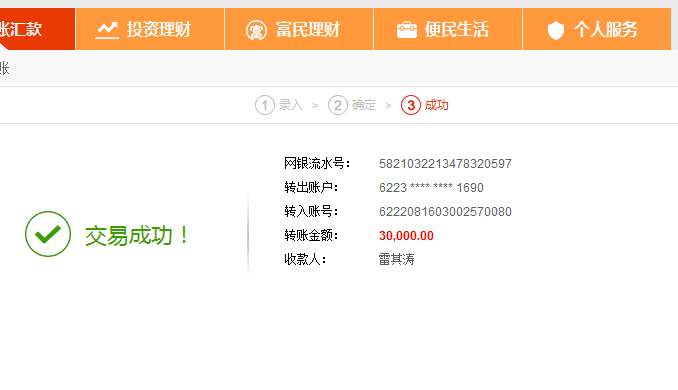 账汇款 投资理财 富民理财 便民生活 个人服务
账
1 录入 > 2 确定 > 3 成功
网银流水号： 5821032213478320597
转出账户： 6223 **** **** 1690
转入账号： 6222081603002570080
交易成功！
转账金额： 30,000.00
收款人： 雷其涛